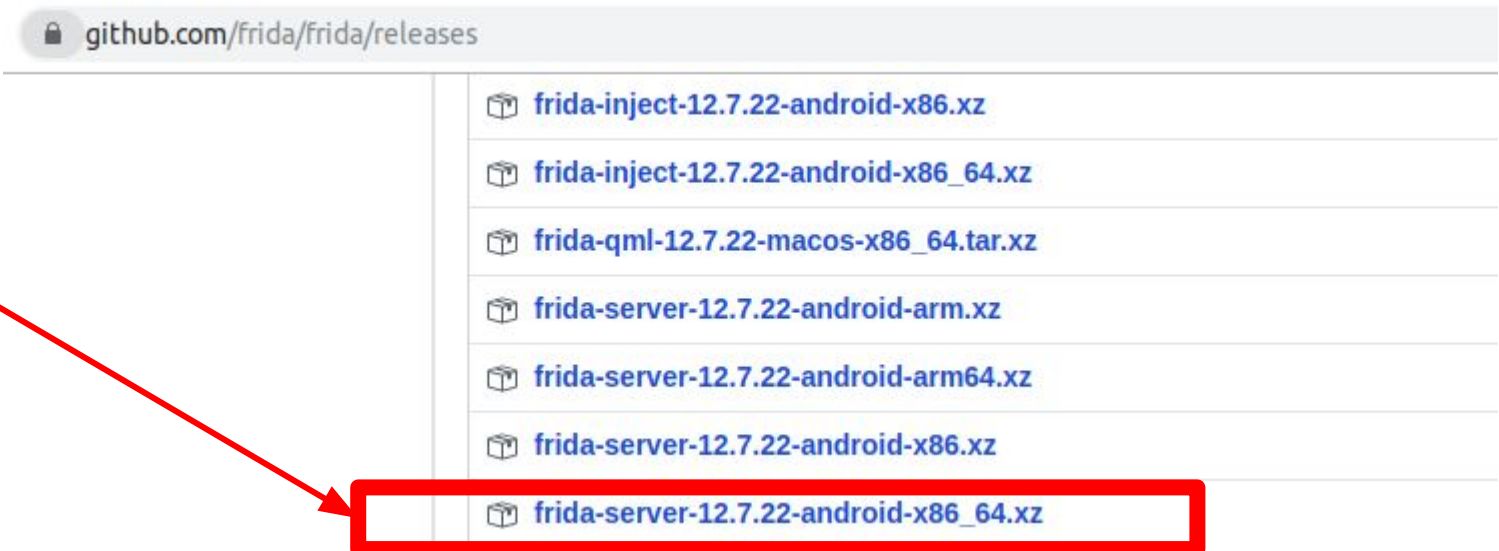 github.com/frida/frida/releases
frida-inject-12.7.22-android-x86.xz
frida-inject-12.7.22-android-x86_64.xz
frida-qml-12.7.22-macos-x86_64.tar.xz
frida-server-12.7.22-android-arm.xz
frida-server-12.7.22-android-arm64.xz
frida-server-12.7.22-android-x86.xz
frida-server-12.7.22-android-x86_64.xz